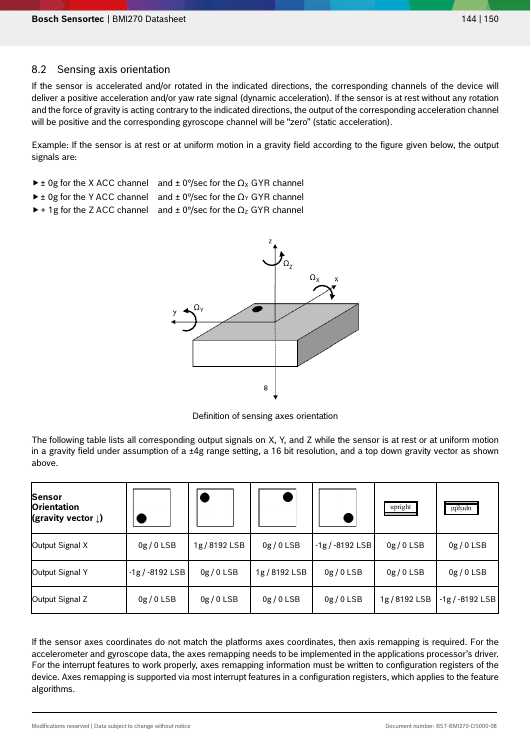 Bosch Sensortec | BMI270 Datasheet 144 | 150
8.2 Sensing axis orientation
If the sensor is accelerated and/or rotated in the indicated directions, the corresponding channels of the device will
deliver a positive acceleration and/or yaw rate signal (dynamic acceleration). If the sensor is at rest without any rotation
and the force of gravity is acting contrary to the indicated directions, the output of the corresponding acceleration channel
will be positive and the corresponding gyroscope channel will be "zero" (static acceleration).
Example: If the sensor is at rest or at uniform motion in a gravity field according to the figure given below, the output
signals are:
▶ ± 0g for the X ACC channel and ± 0º/sec for the ΩX GYR channel
▶ ± 0g for the Y ACC channel and ± 0º/sec for the ΩY GYR channel
▶ + 1g for the Z ACC channel and ± 0º/sec for the ΩZ GYR channel
z
ΩZ
ΩX x
y ΩY
g
Definition of sensing axes orientation
The following table lists all corresponding output signals on X, Y, and Z while the sensor is at rest or at uniform motion
in a gravity field under assumption of a ±4g range setting, a 16 bit resolution, and a top down gravity vector as shown
above.
Sensor
Orientation
(gravity vector ↓)
upright upright
Output Signal X 0g / 0 LSB 1g / 8192 LSB 0g / 0 LSB -1g / -8192 LSB 0g / 0 LSB 0g / 0 LSB
Output Signal Y -1g / -8192 LSB 0g / 0 LSB 1g / 8192 LSB 0g / 0 LSB 0g / 0 LSB 0g / 0 LSB
Output Signal Z 0g / 0 LSB 0g / 0 LSB 0g / 0 LSB 0g / 0 LSB 1g / 8192 LSB -1g / -8192 LSB
If the sensor axes coordinates do not match the platforms axes coordinates, then axis remapping is required. For the
accelerometer and gyroscope data, the axes remapping needs to be implemented in the applications processor's driver.
For the interrupt features to work properly, axes remapping information must be written to configuration registers of the
device. Axes remapping is supported via most interrupt features in a configuration registers, which applies to the feature
algorithms.
Modifications reserved | Data subject to change without notice Document number: BST-BMI270-DS000-08